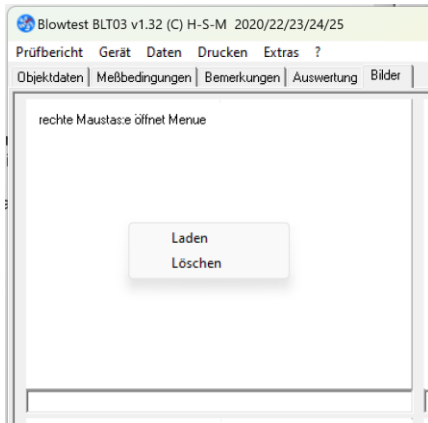 Blowtest BLT03 v1.32 (C) H-S-M 2020/22/23/24/25
Prüfbericht Gerät Daten Drucken Extras ?
Objektdaten Meßbedingungen Bemerkungen Auswertung Bilder
rechte Maustas:e öffnet Menue
Laden
Löschen